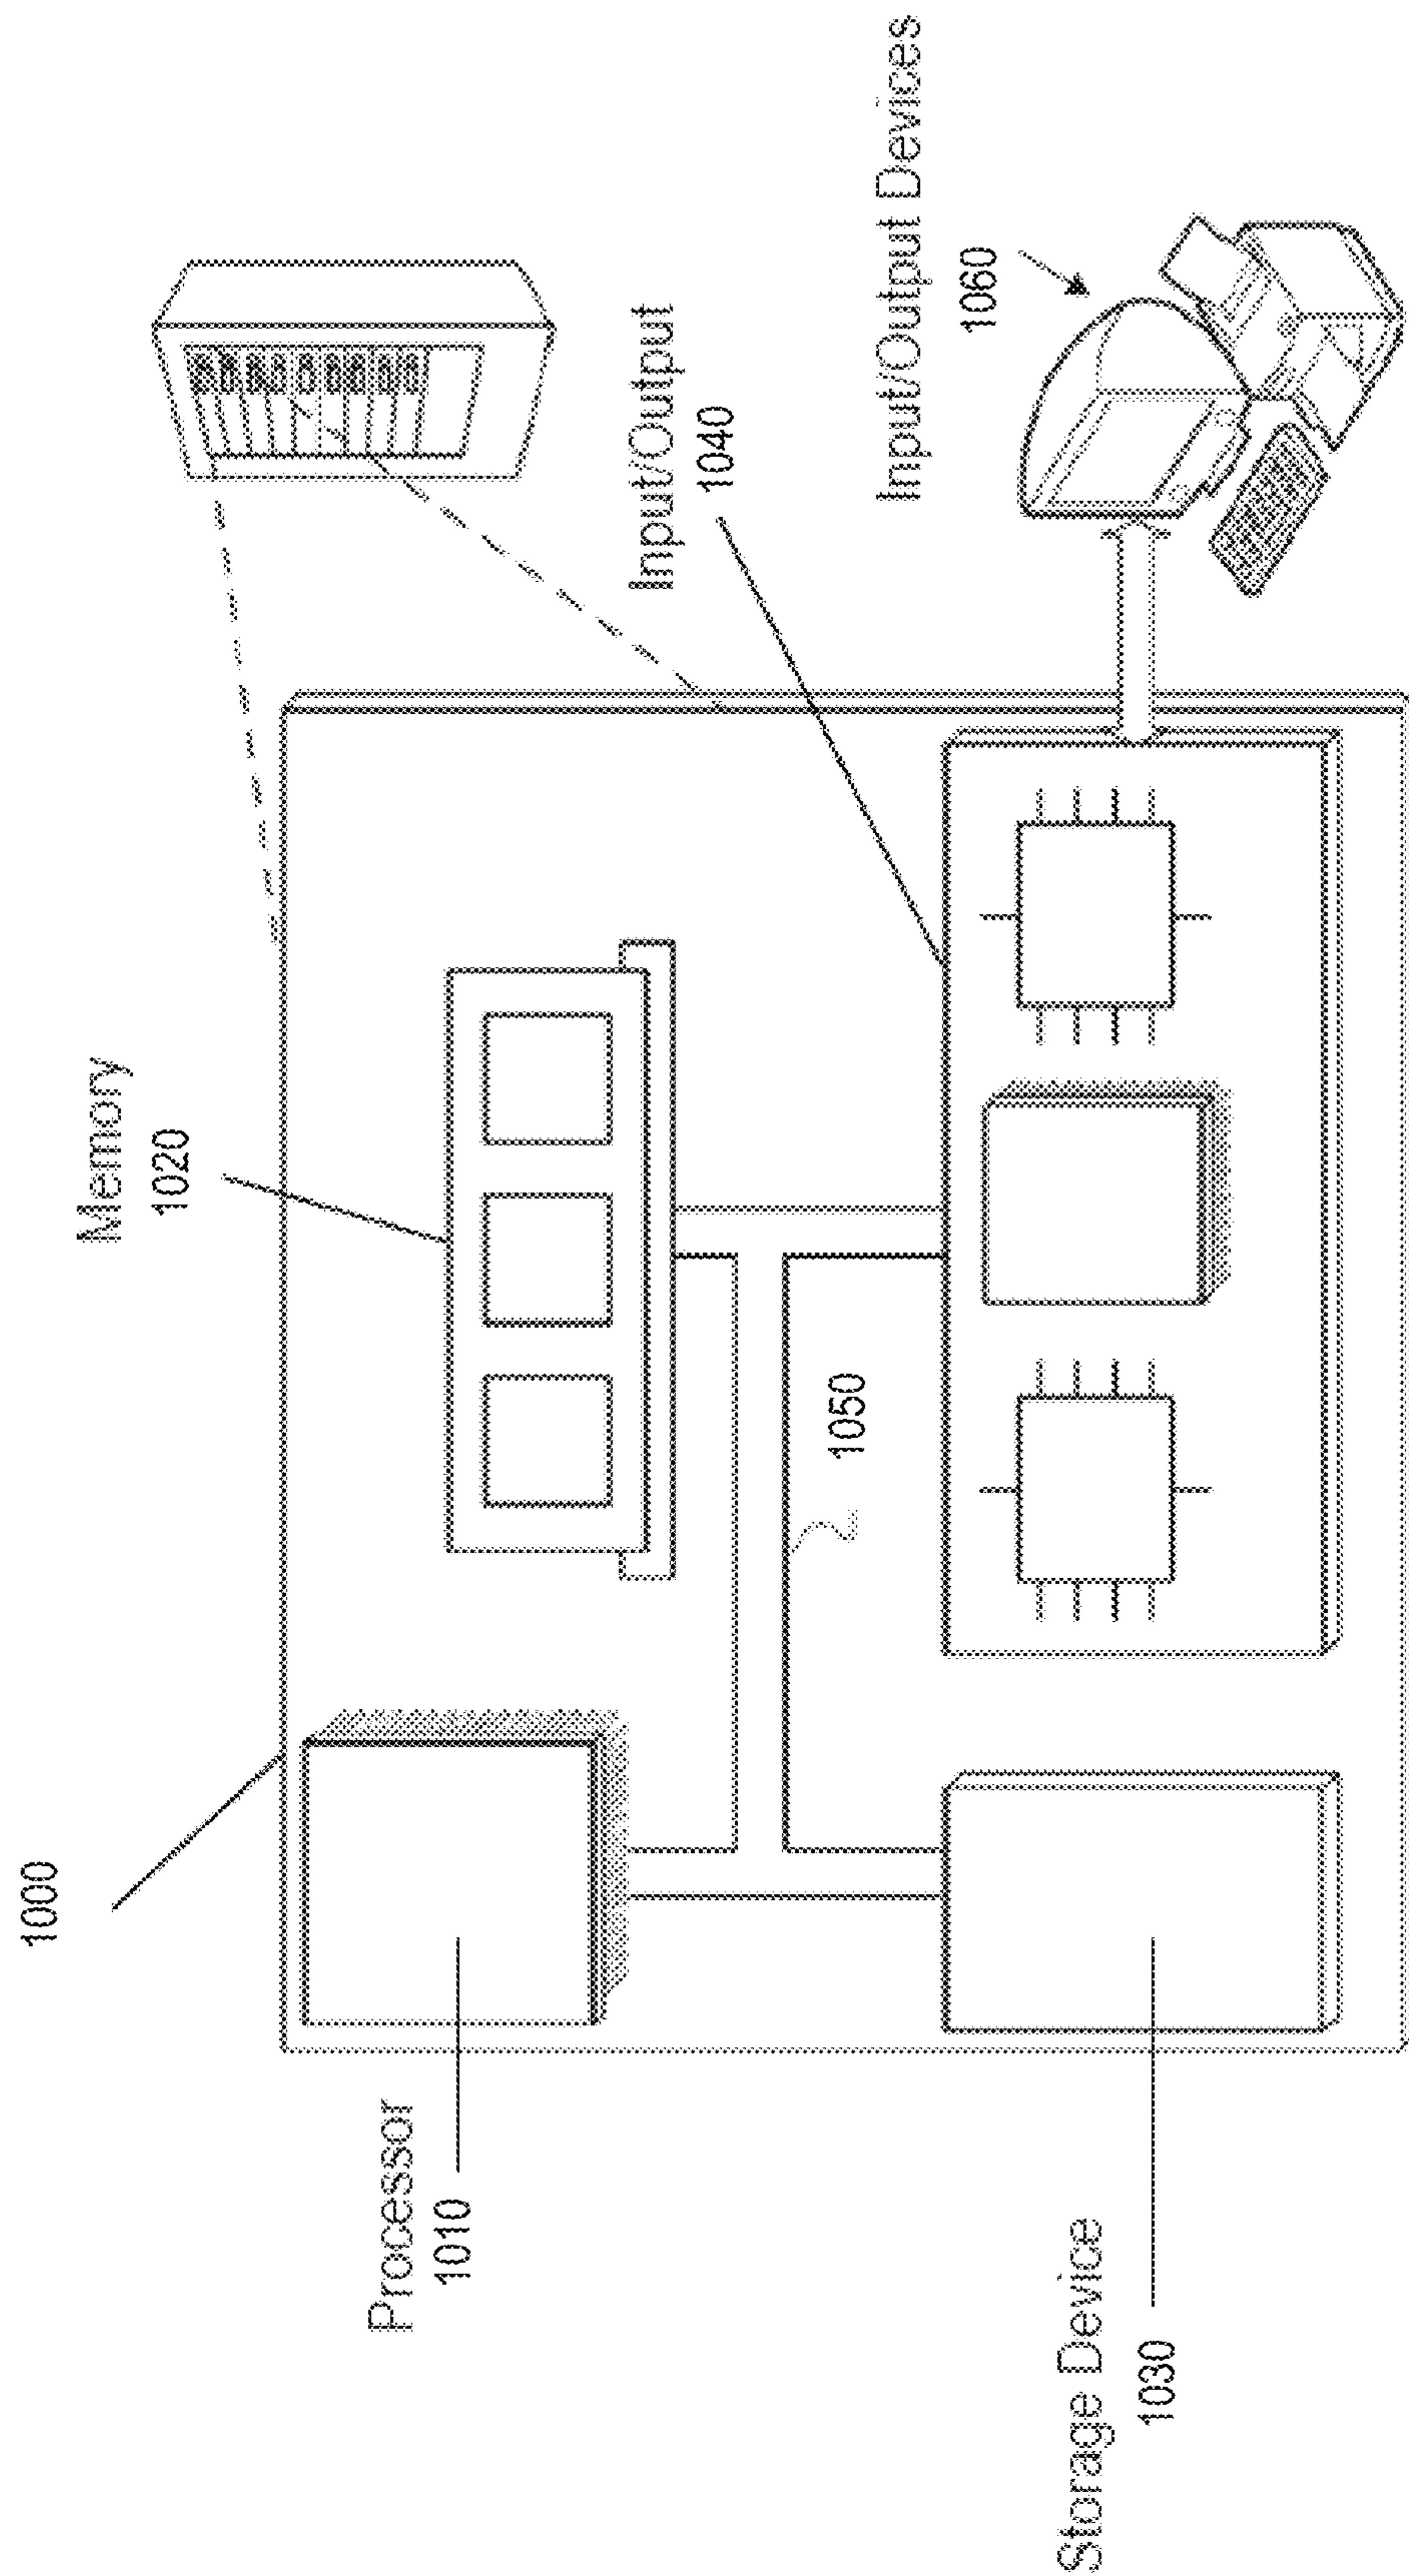 1000
Memory
1020
Processor
1010
Input/Output
1040
1050
Input/Output Devices
1060
Storage Device
1030